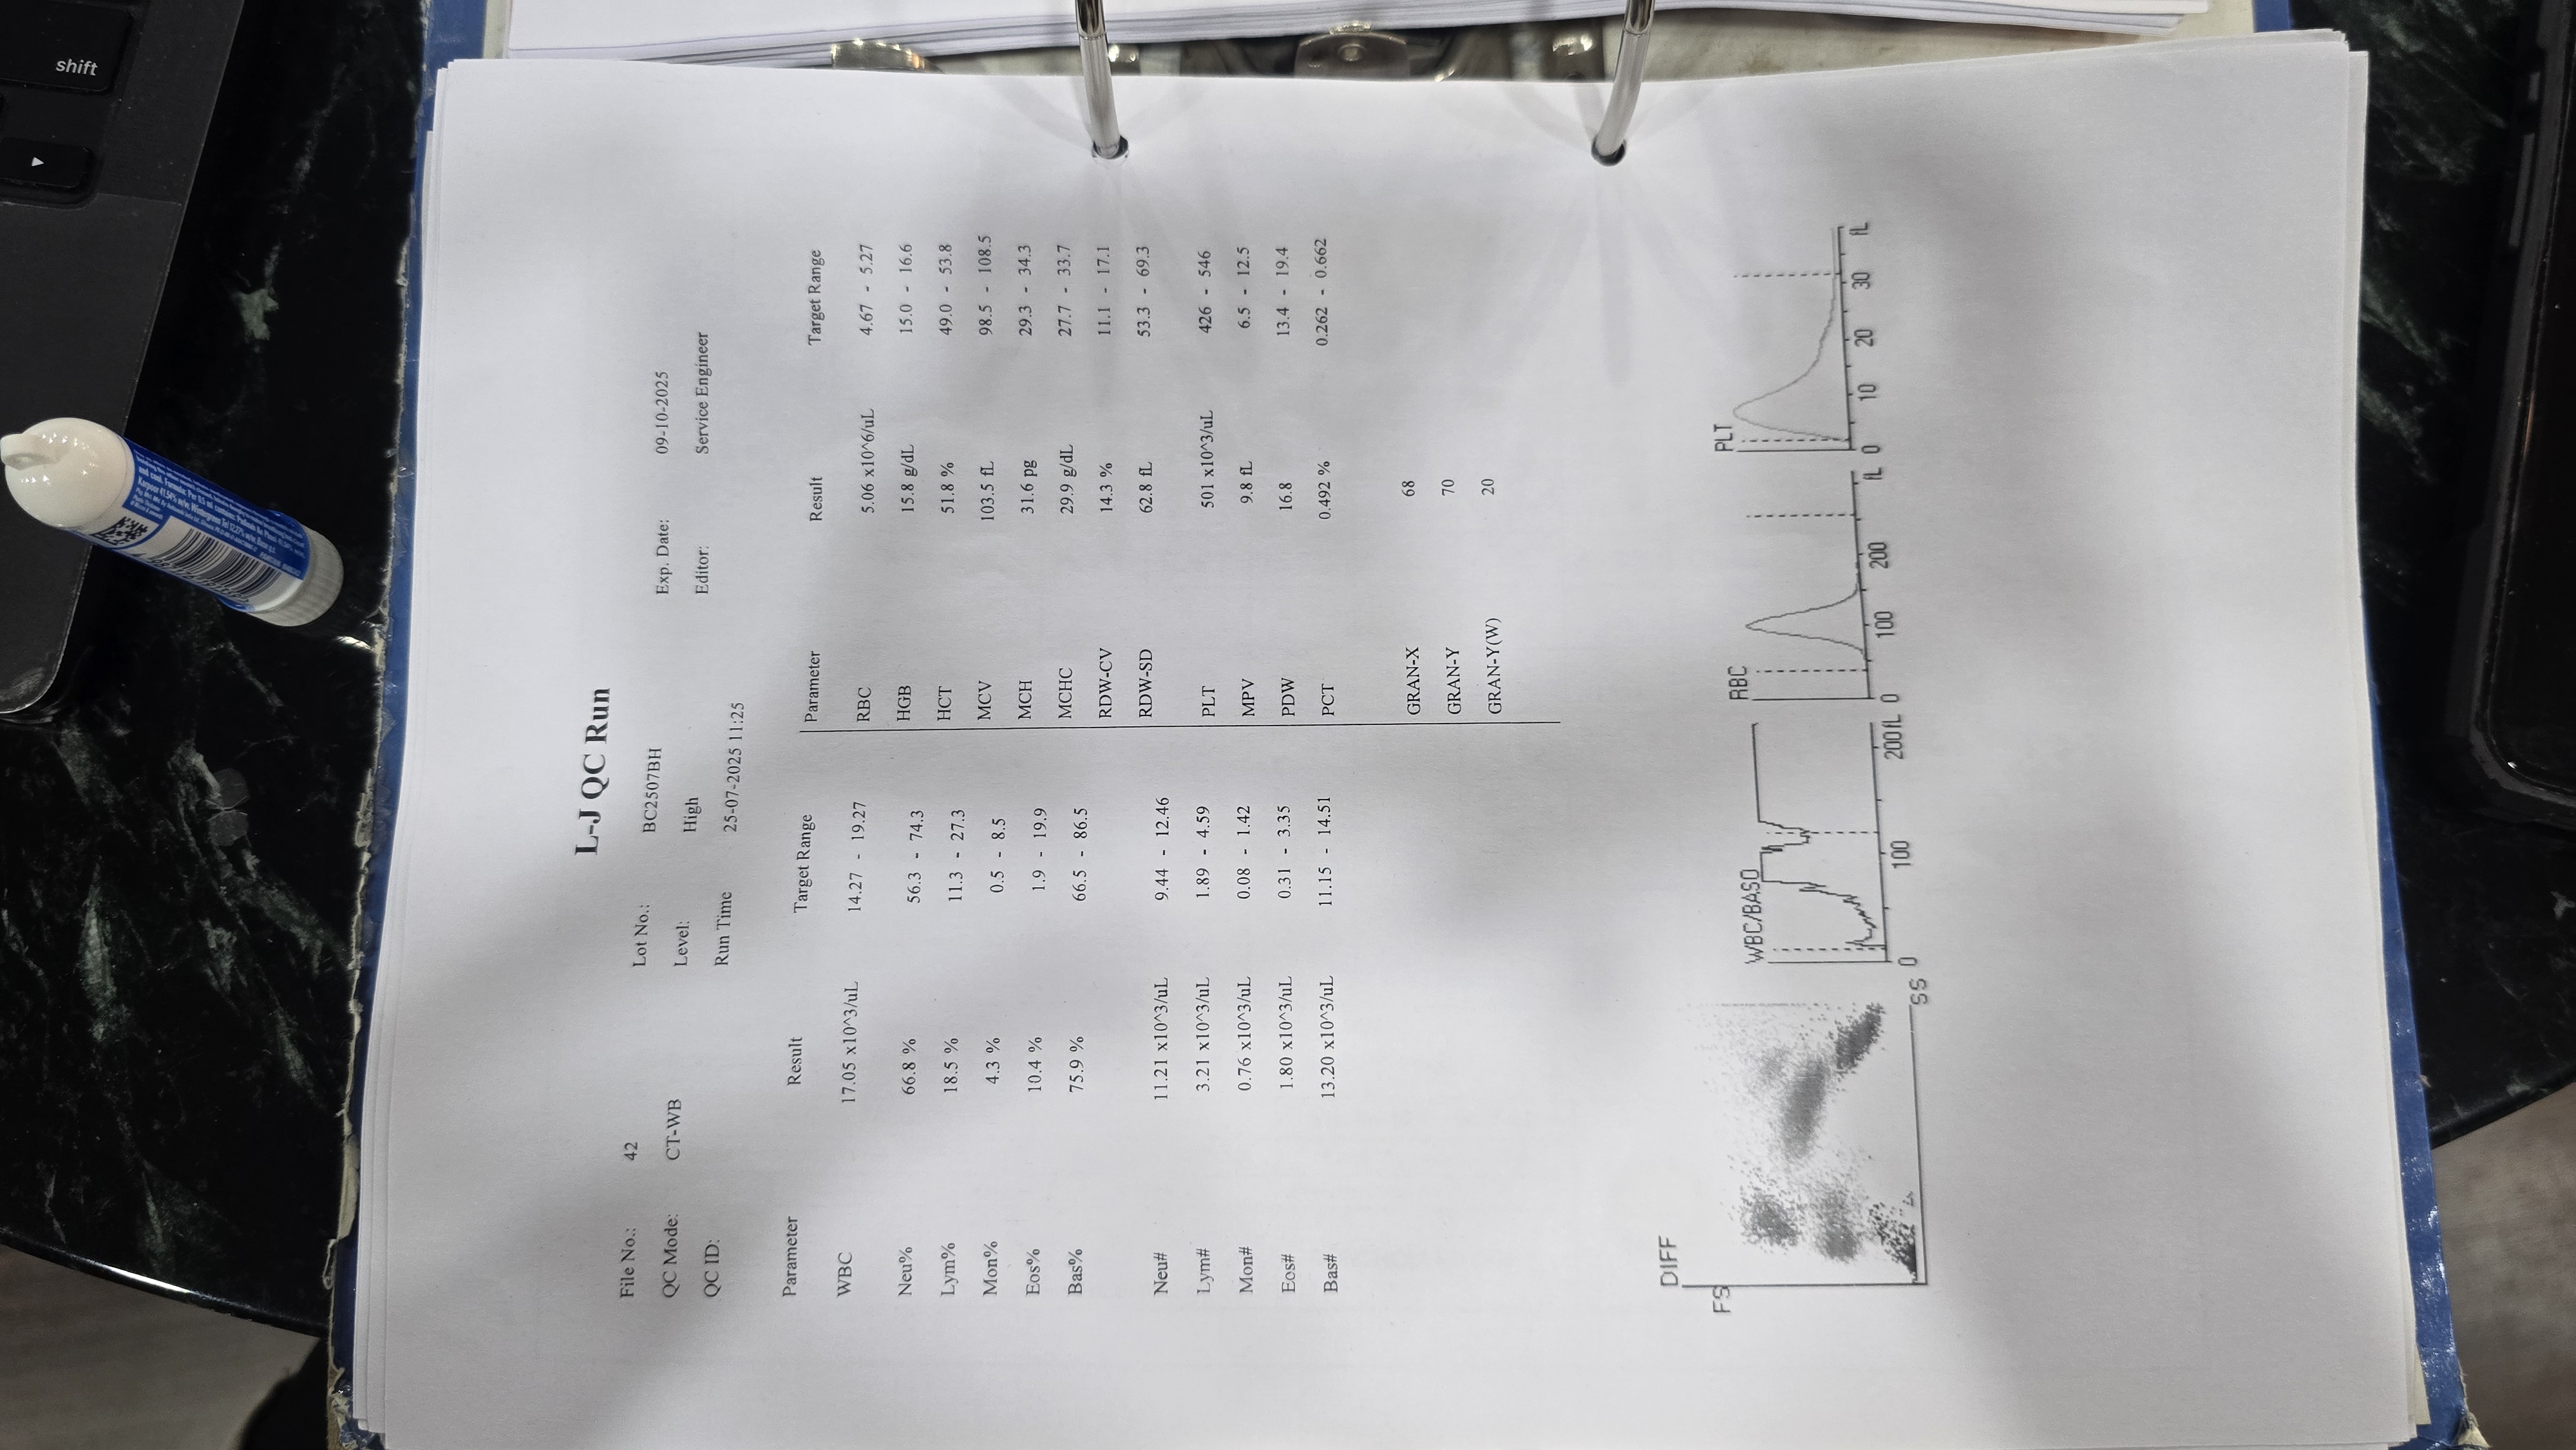 shift
L-J QC Run
File No.: 42 Lot No.: BC2507BH Exp. Date: 09-10-2025
QC Mode: CT-WB Level: High Editor: Service Engineer
QC ID: Run Time 25-07-2025 11:25
Parameter Result Target Range
WBC 17.05 x10^3/uL 14.27 - 19.27
Neu% 66.8 % 56.3 - 74.3
Lym% 18.5 % 11.3 - 27.3
Mon% 4.3 % 0.5 - 8.5
Eos% 10.4 % 1.9 - 19.9
Bas% 75.9 % 66.5 - 86.5
Neu# 11.21 x10^3/uL 9.44 - 12.46
Lym# 3.21 x10^3/uL 1.89 - 4.59
Mon# 0.76 x10^3/uL 0.08 - 1.42
Eos# 1.80 x10^3/uL 0.31 - 3.35
Bas# 13.20 x10^3/uL 11.15 - 14.51
Parameter Result Target Range
RBC 5.06 x10^6/uL 4.67 - 5.27
HGB 15.8 g/dL 15.0 - 16.6
HCT 51.8 % 49.0 - 53.8
MCV 103.5 fL 98.5 - 108.5
MCH 31.6 pg 29.3 - 34.3
MCHC 29.9 g/dL 27.7 - 33.7
RDW-CV 14.3 % 11.1 - 17.1
RDW-SD 62.8 fL 53.3 - 69.3
PLT 501 x10^3/uL 426 - 546
MPV 9.8 fL 6.5 - 12.5
PDW 16.8 13.4 - 19.4
PCT 0.492 % 0.262 - 0.662
GRAN-X 68
GRAN-Y 70
GRAN-Y(W) 20
DIFF
FS
SS
WBC/BASO
0 100 200 fL
RBC
0 100 200 fL
PLT
0 10 20 30 fL